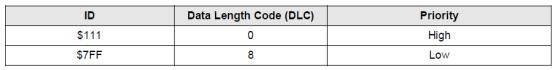 ID Data Length Code (DLC) Priority
$111 0 High
$7FF 8 Low